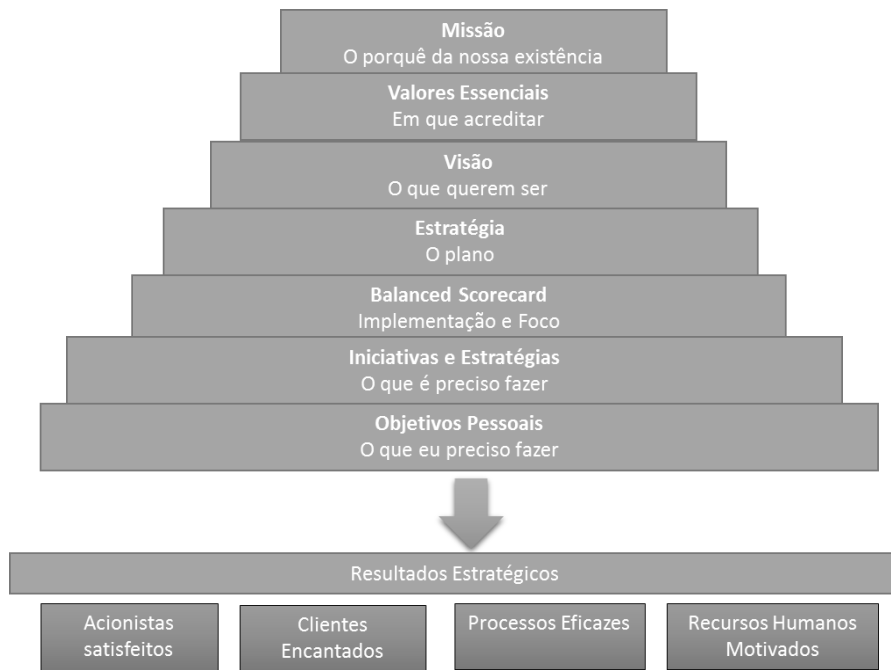 Missão
O porquê da nossa existência
Valores Essenciais
Em que acreditar
Visão
O que querem ser
Estratégia
O plano
Balanced Scorecard
Implementação e Foco
Iniciativas e Estratégias
O que é preciso fazer
Objetivos Pessoais
O que eu preciso fazer
Resultados Estratégicos
Acionistas
satisfeitos
Clientes
Encantados
Processos Eficazes
Recursos Humanos
Motivados